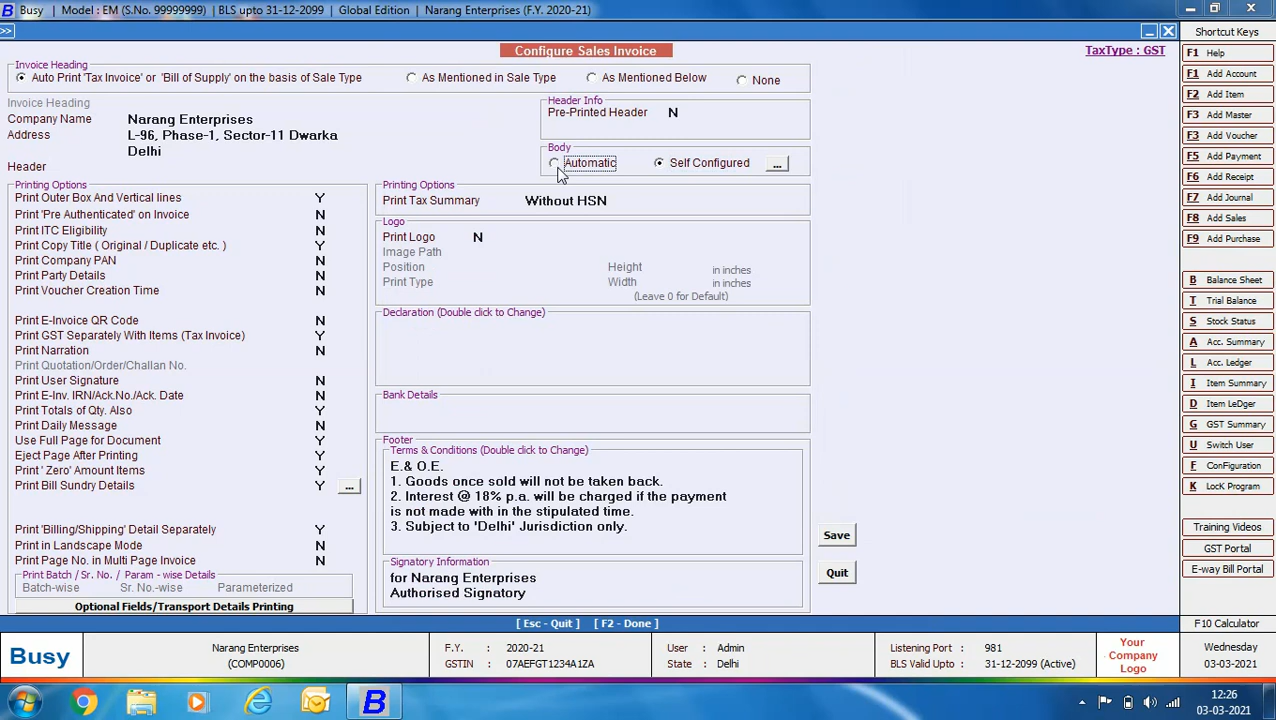 Busy | Model : EM (S.No. 99999999) | BLS upto 31-12-2099 | Global Edition | Narang Enterprises (F.Y. 2020-21)
>>
Configure Sales Invoice
TaxType : GST
Invoice Heading
Auto Print 'Tax Invoice' or 'Bill of Supply' on the basis of Sale Type
As Mentioned in Sale Type
As Mentioned Below
None
Invoice Heading
Company Name Narang Enterprises
Address L-96, Phase-1, Sector-11 Dwarka
Delhi
Header
Header Info
Pre-Printed Header N
Body
Automatic
Self Configured ...
Printing Options
Print Outer Box And Vertical lines Y
Print 'Pre Authenticated' on Invoice N
Print ITC Eligibility N
Print Copy Title ( Original / Duplicate etc. ) Y
Print Company PAN N
Print Party Details N
Print Voucher Creation Time N
Print E-Invoice QR Code N
Print GST Separately With Items (Tax Invoice) Y
Print Narration N
Print Quotation/Order/Challan No.
Print User Signature N
Print E-Inv. IRN/Ack.No./Ack. Date N
Print Totals of Qty. Also Y
Print Daily Message N
Use Full Page for Document Y
Eject Page After Printing Y
Print ' Zero' Amount Items Y
Print Bill Sundry Details Y ...
Print 'Billing/Shipping' Detail Separately Y
Print in Landscape Mode N
Print Page No. in Multi Page Invoice N
Print Batch / Sr. No. / Param - wise Details
Batch-wise Sr. No.-wise Parameterized
Optional Fields/Transport Details Printing
Printing Options
Print Tax Summary Without HSN
Logo
Print Logo N
Image Path
Position Height in inches
Print Type Width in inches
(Leave 0 for Default)
Declaration (Double click to Change)
Bank Details
Footer
Terms & Conditions (Double click to Change)
E.& O.E.
1. Goods once sold will not be taken back.
2. Interest @ 18% p.a. will be charged if the payment
is not made with in the stipulated time.
3. Subject to 'Delhi' Jurisdiction only.
Signatory Information
for Narang Enterprises
Authorised Signatory
Save
Quit
Shortcut Keys
F1 Help
F1 Add Account
F2 Add Item
F3 Add Master
F3 Add Voucher
F5 Add Payment
F6 Add Receipt
F7 Add Journal
F8 Add Sales
F9 Add Purchase
B Balance Sheet
T Trial Balance
S Stock Status
A Acc. Summary
L Acc. Ledger
I Item Summary
D Item LeDger
G GST Summary
U Switch User
F ConFiguration
K LocK Program
Training Videos
GST Portal
E-way Bill Portal
[ Esc - Quit ] [ F2 - Done ]
F10 Calculator
Busy
Narang Enterprises
(COMP0006)
F.Y. : 2020-21
GSTIN : 07AEFGT1234A1ZA
User : Admin
State : Delhi
Listening Port : 981
BLS Valid Upto : 31-12-2099 (Active)
Your
Company
Logo
Wednesday
03-03-2021
12:26
03-03-2021